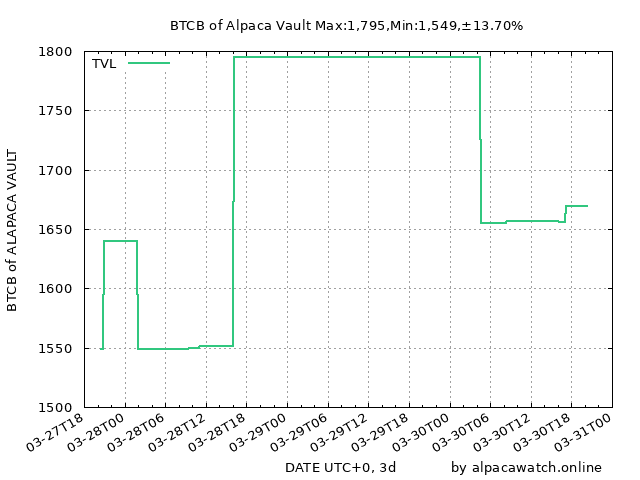 BTCB of Alpaca Vault Max:1,795,Min:1,549,±13.70%
TVL
BTCB of ALAPACA VAULT
1800
1750
1700
1650
1600
1550
1500
03-27T18
03-28T00
03-28T06
03-28T12
03-28T18
03-29T00
03-29T06
03-29T12
03-29T18
03-30T00
03-30T06
03-30T12
03-30T18
03-31T00
DATE UTC+0, 3d
by alpacawatch.online